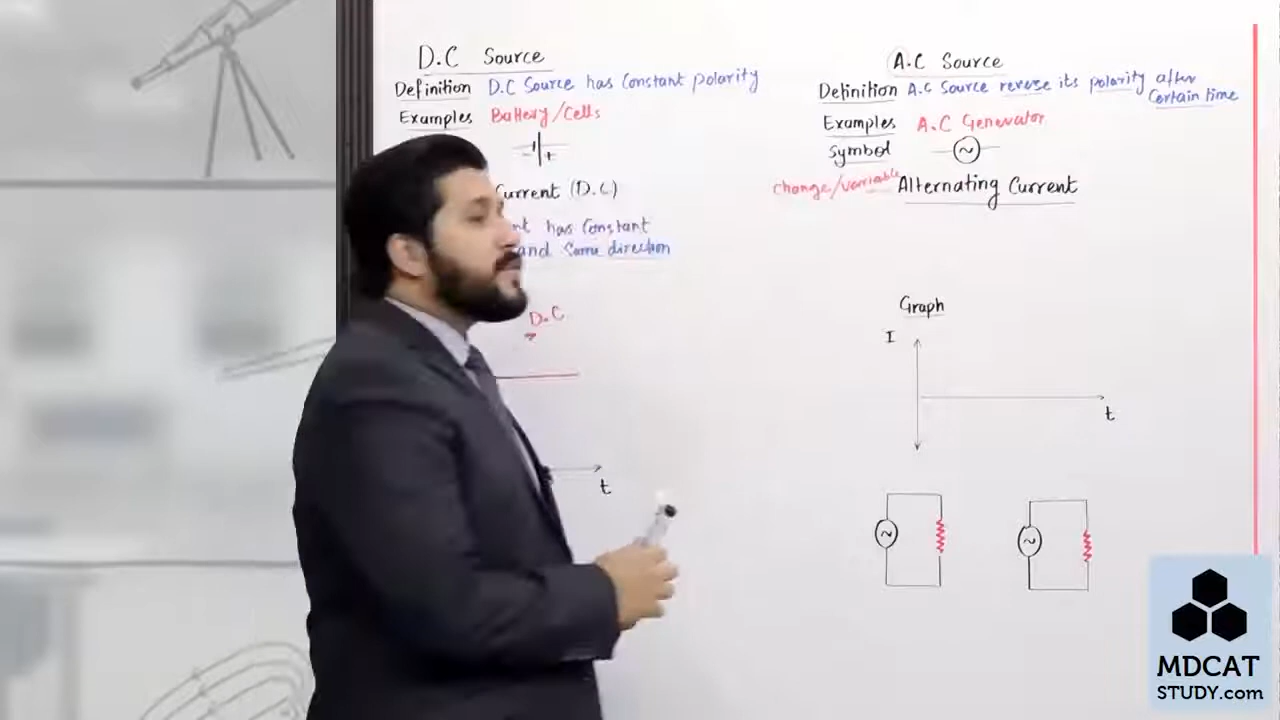 D.C Source
Definition D.C Source has Constant polarity
Examples Battery/Cells
- +
Current (D.C)
has Constant
and Same direction
D.C
t
A.C Source
Definition A.C Source reverse its polarity after
Certain time
Examples A.C Generator
Symbol
Change/variable Alternating Current
Graph
I
t
MDCAT
STUDY.com